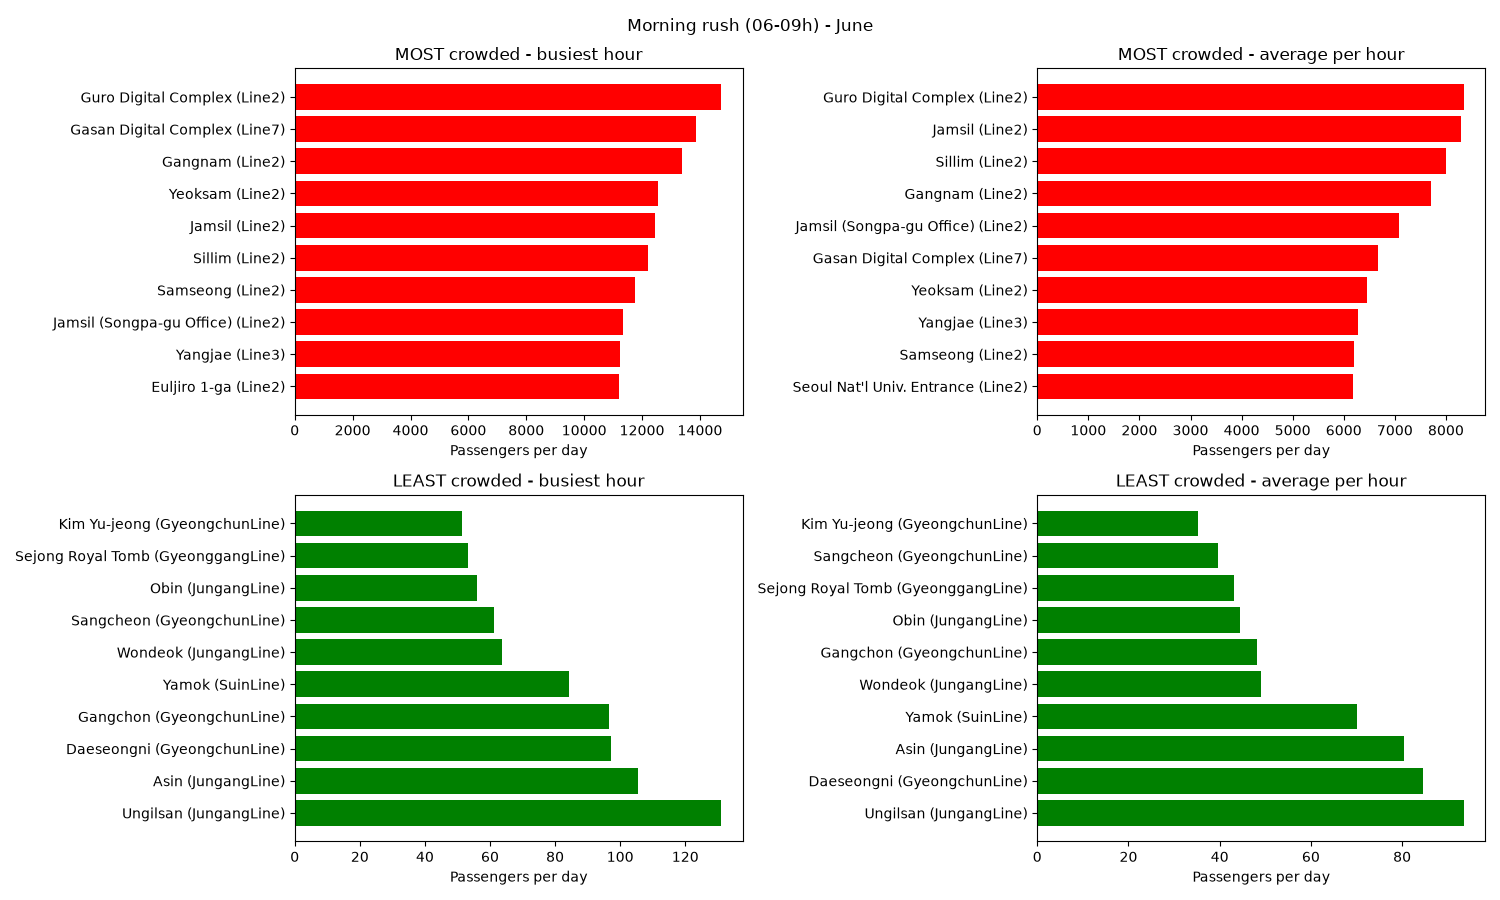 Morning rush (06-09h) - June
MOST crowded - busiest hour
Guro Digital Complex (Line2)
Gasan Digital Complex (Line7)
Gangnam (Line2)
Yeoksam (Line2)
Jamsil (Line2)
Sillim (Line2)
Samseong (Line2)
Jamsil (Songpa-gu Office) (Line2)
Yangjae (Line3)
Euljiro 1-ga (Line2)
0 2000 4000 6000 8000 10000 12000 14000
Passengers per day
MOST crowded - average per hour
Guro Digital Complex (Line2)
Jamsil (Line2)
Sillim (Line2)
Gangnam (Line2)
Jamsil (Songpa-gu Office) (Line2)
Gasan Digital Complex (Line7)
Yeoksam (Line2)
Yangjae (Line3)
Samseong (Line2)
Seoul Nat'l Univ. Entrance (Line2)
0 1000 2000 3000 4000 5000 6000 7000 8000
Passengers per day
LEAST crowded - busiest hour
Kim Yu-jeong (GyeongchunLine)
Sejong Royal Tomb (GyeonggangLine)
Obin (JungangLine)
Sangcheon (GyeongchunLine)
Wondeok (JungangLine)
Yamok (SuinLine)
Gangchon (GyeongchunLine)
Daeseongni (GyeongchunLine)
Asin (JungangLine)
Ungilsan (JungangLine)
0 20 40 60 80 100 120
Passengers per day
LEAST crowded - average per hour
Kim Yu-jeong (GyeongchunLine)
Sangcheon (GyeongchunLine)
Sejong Royal Tomb (GyeonggangLine)
Obin (JungangLine)
Gangchon (GyeongchunLine)
Wondeok (JungangLine)
Yamok (SuinLine)
Asin (JungangLine)
Daeseongni (GyeongchunLine)
Ungilsan (JungangLine)
0 20 40 60 80
Passengers per day